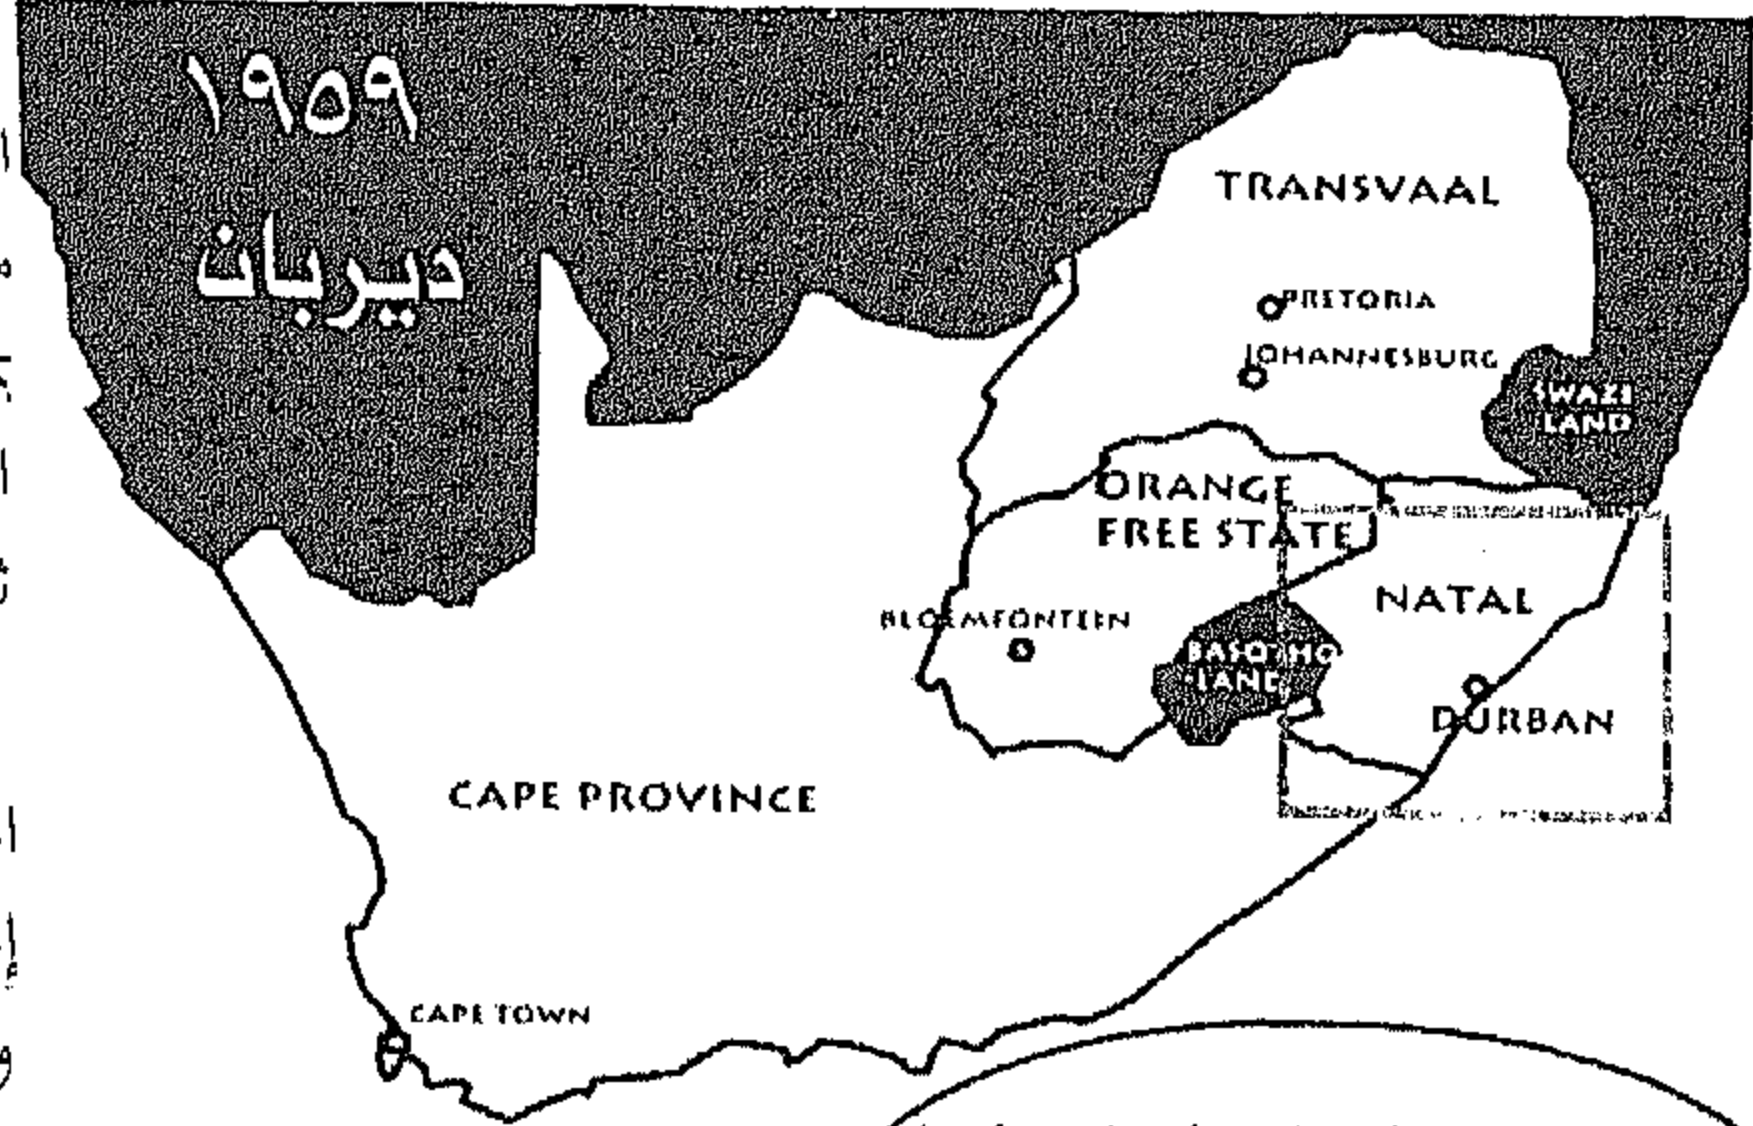 ١٩٥٩
ديربان
TRANSVAAL
PRETORIA
JOHANNESBURG
SWAZI
LAND
ORANGE
FREE STATE
NATAL
BLOEMFONTEIN
BASOTHO
-LAND
DURBAN
CAPE PROVINCE
CAPE TOWN